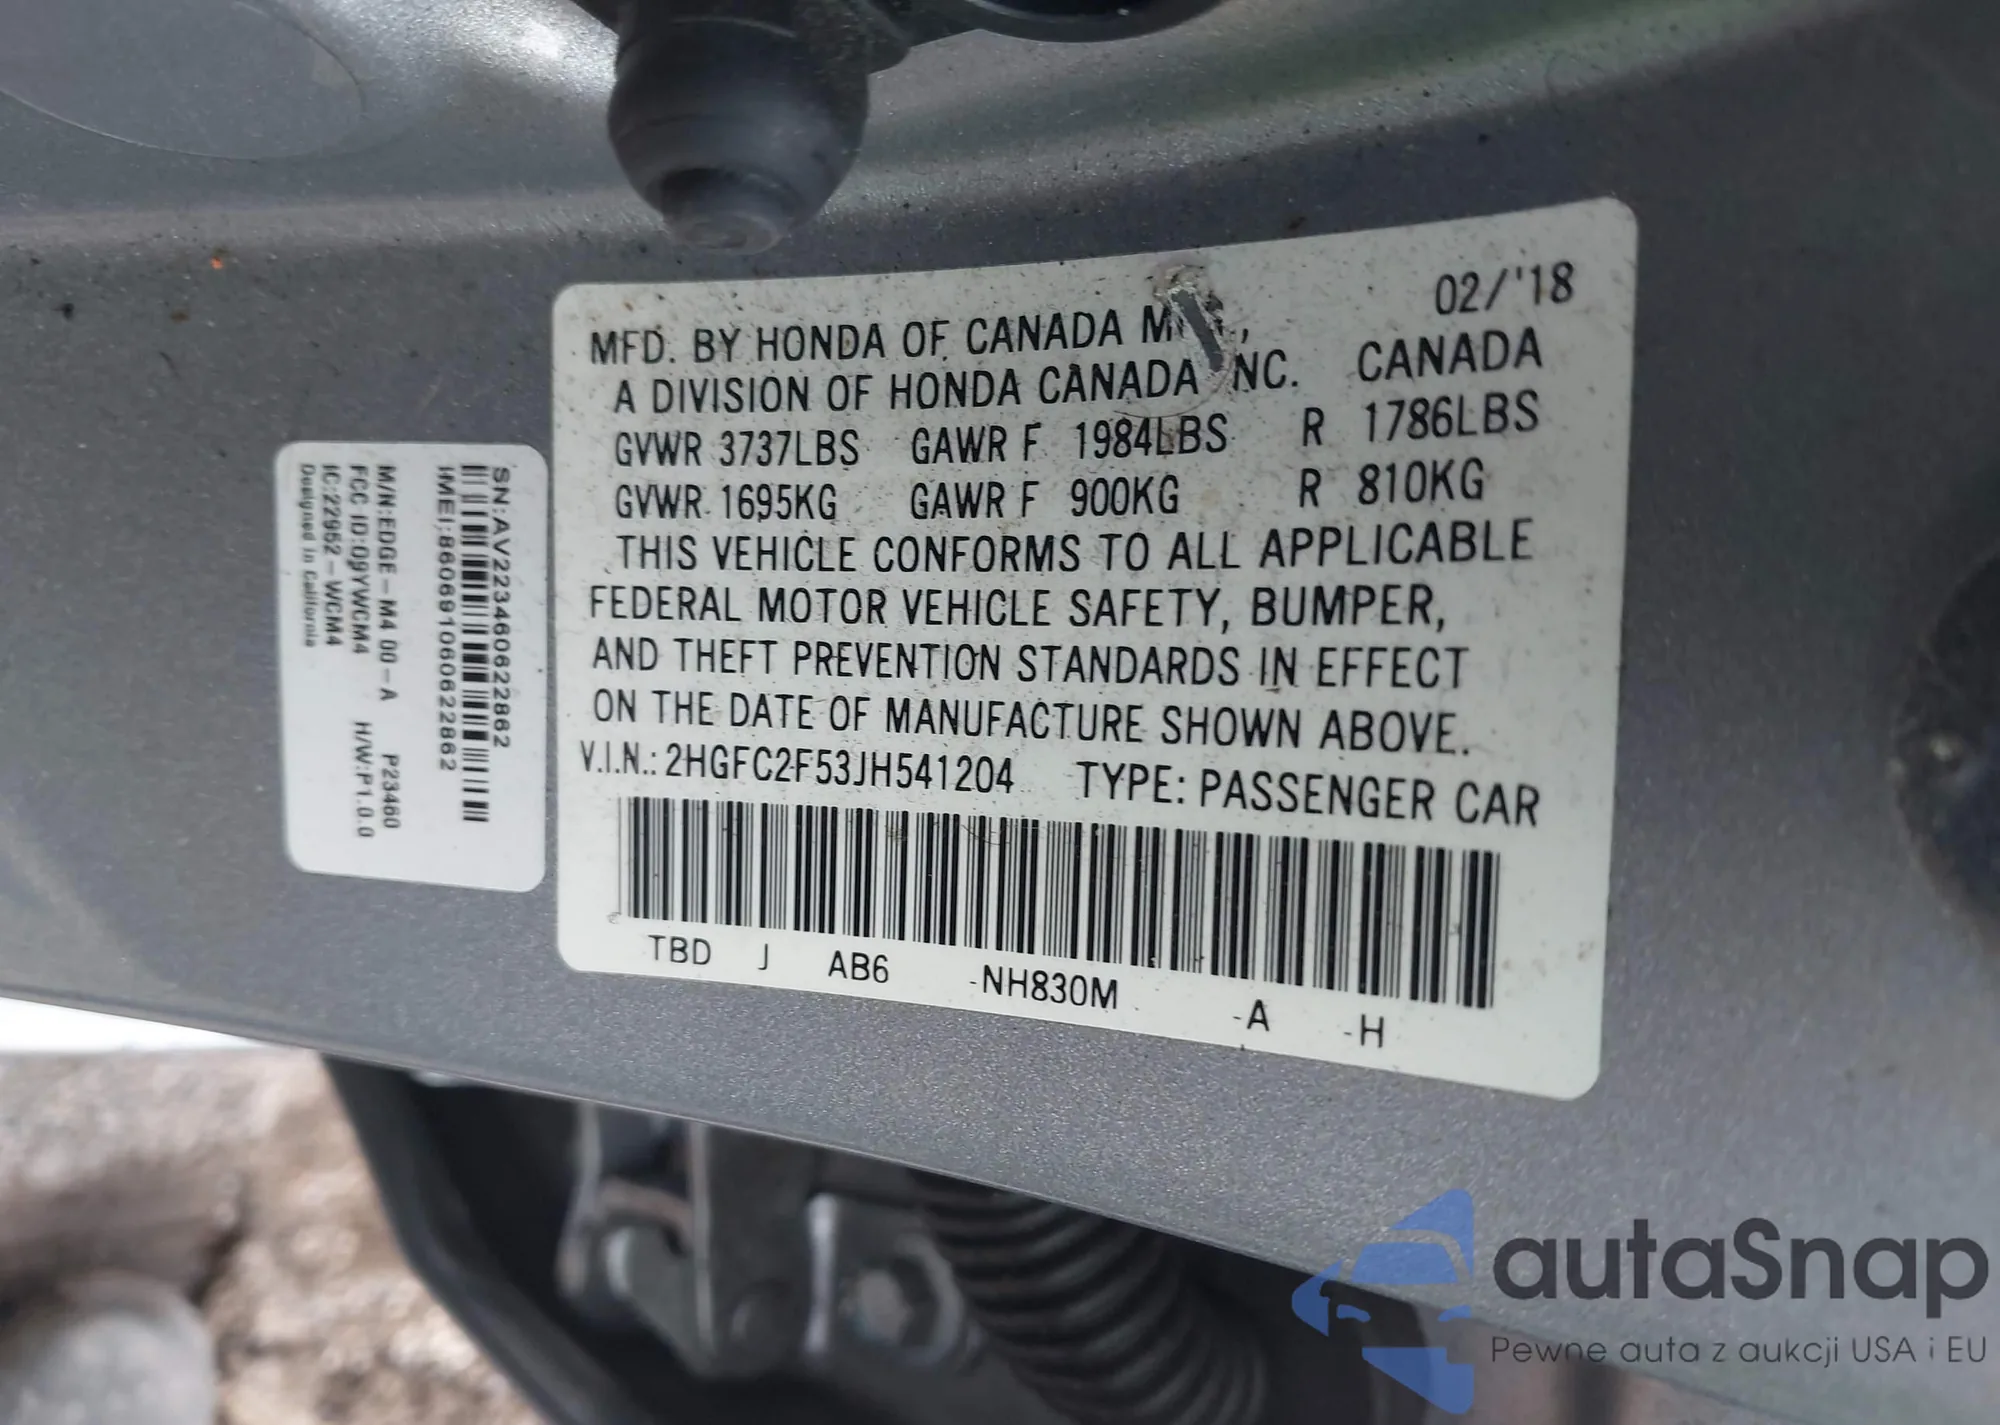 02/'18
MFD. BY HONDA OF CANADA
A DIVISION OF HONDA CANADA CANADA
GVWR 3737LBS GAWR F 1984LBS R 1786LBS
GVWR 1695KG GAWR F 900KG R 810KG
THIS VEHICLE CONFORMS TO ALL APPLICABLE
FEDERAL MOTOR VEHICLE SAFETY, BUMPER,
AND THEFT PREVENTION STANDARDS IN EFFECT
ON THE DATE OF MANUFACTURE SHOWN ABOVE.
V.I.N.: 2HGFC2F53JH541204 TYPE: PASSENGER CAR
TBD J AB6 -NH830M -A -H
SN:AV22346062​2862
IMEI:860691060622862
M/N:EDGE-M4 00-A P23460
FCC ID:O9YWCM4 H/W:P1.0.0
IC:22952-WCM4
Designed in California
autaSnap
Pewne auta z aukcji USA i EU